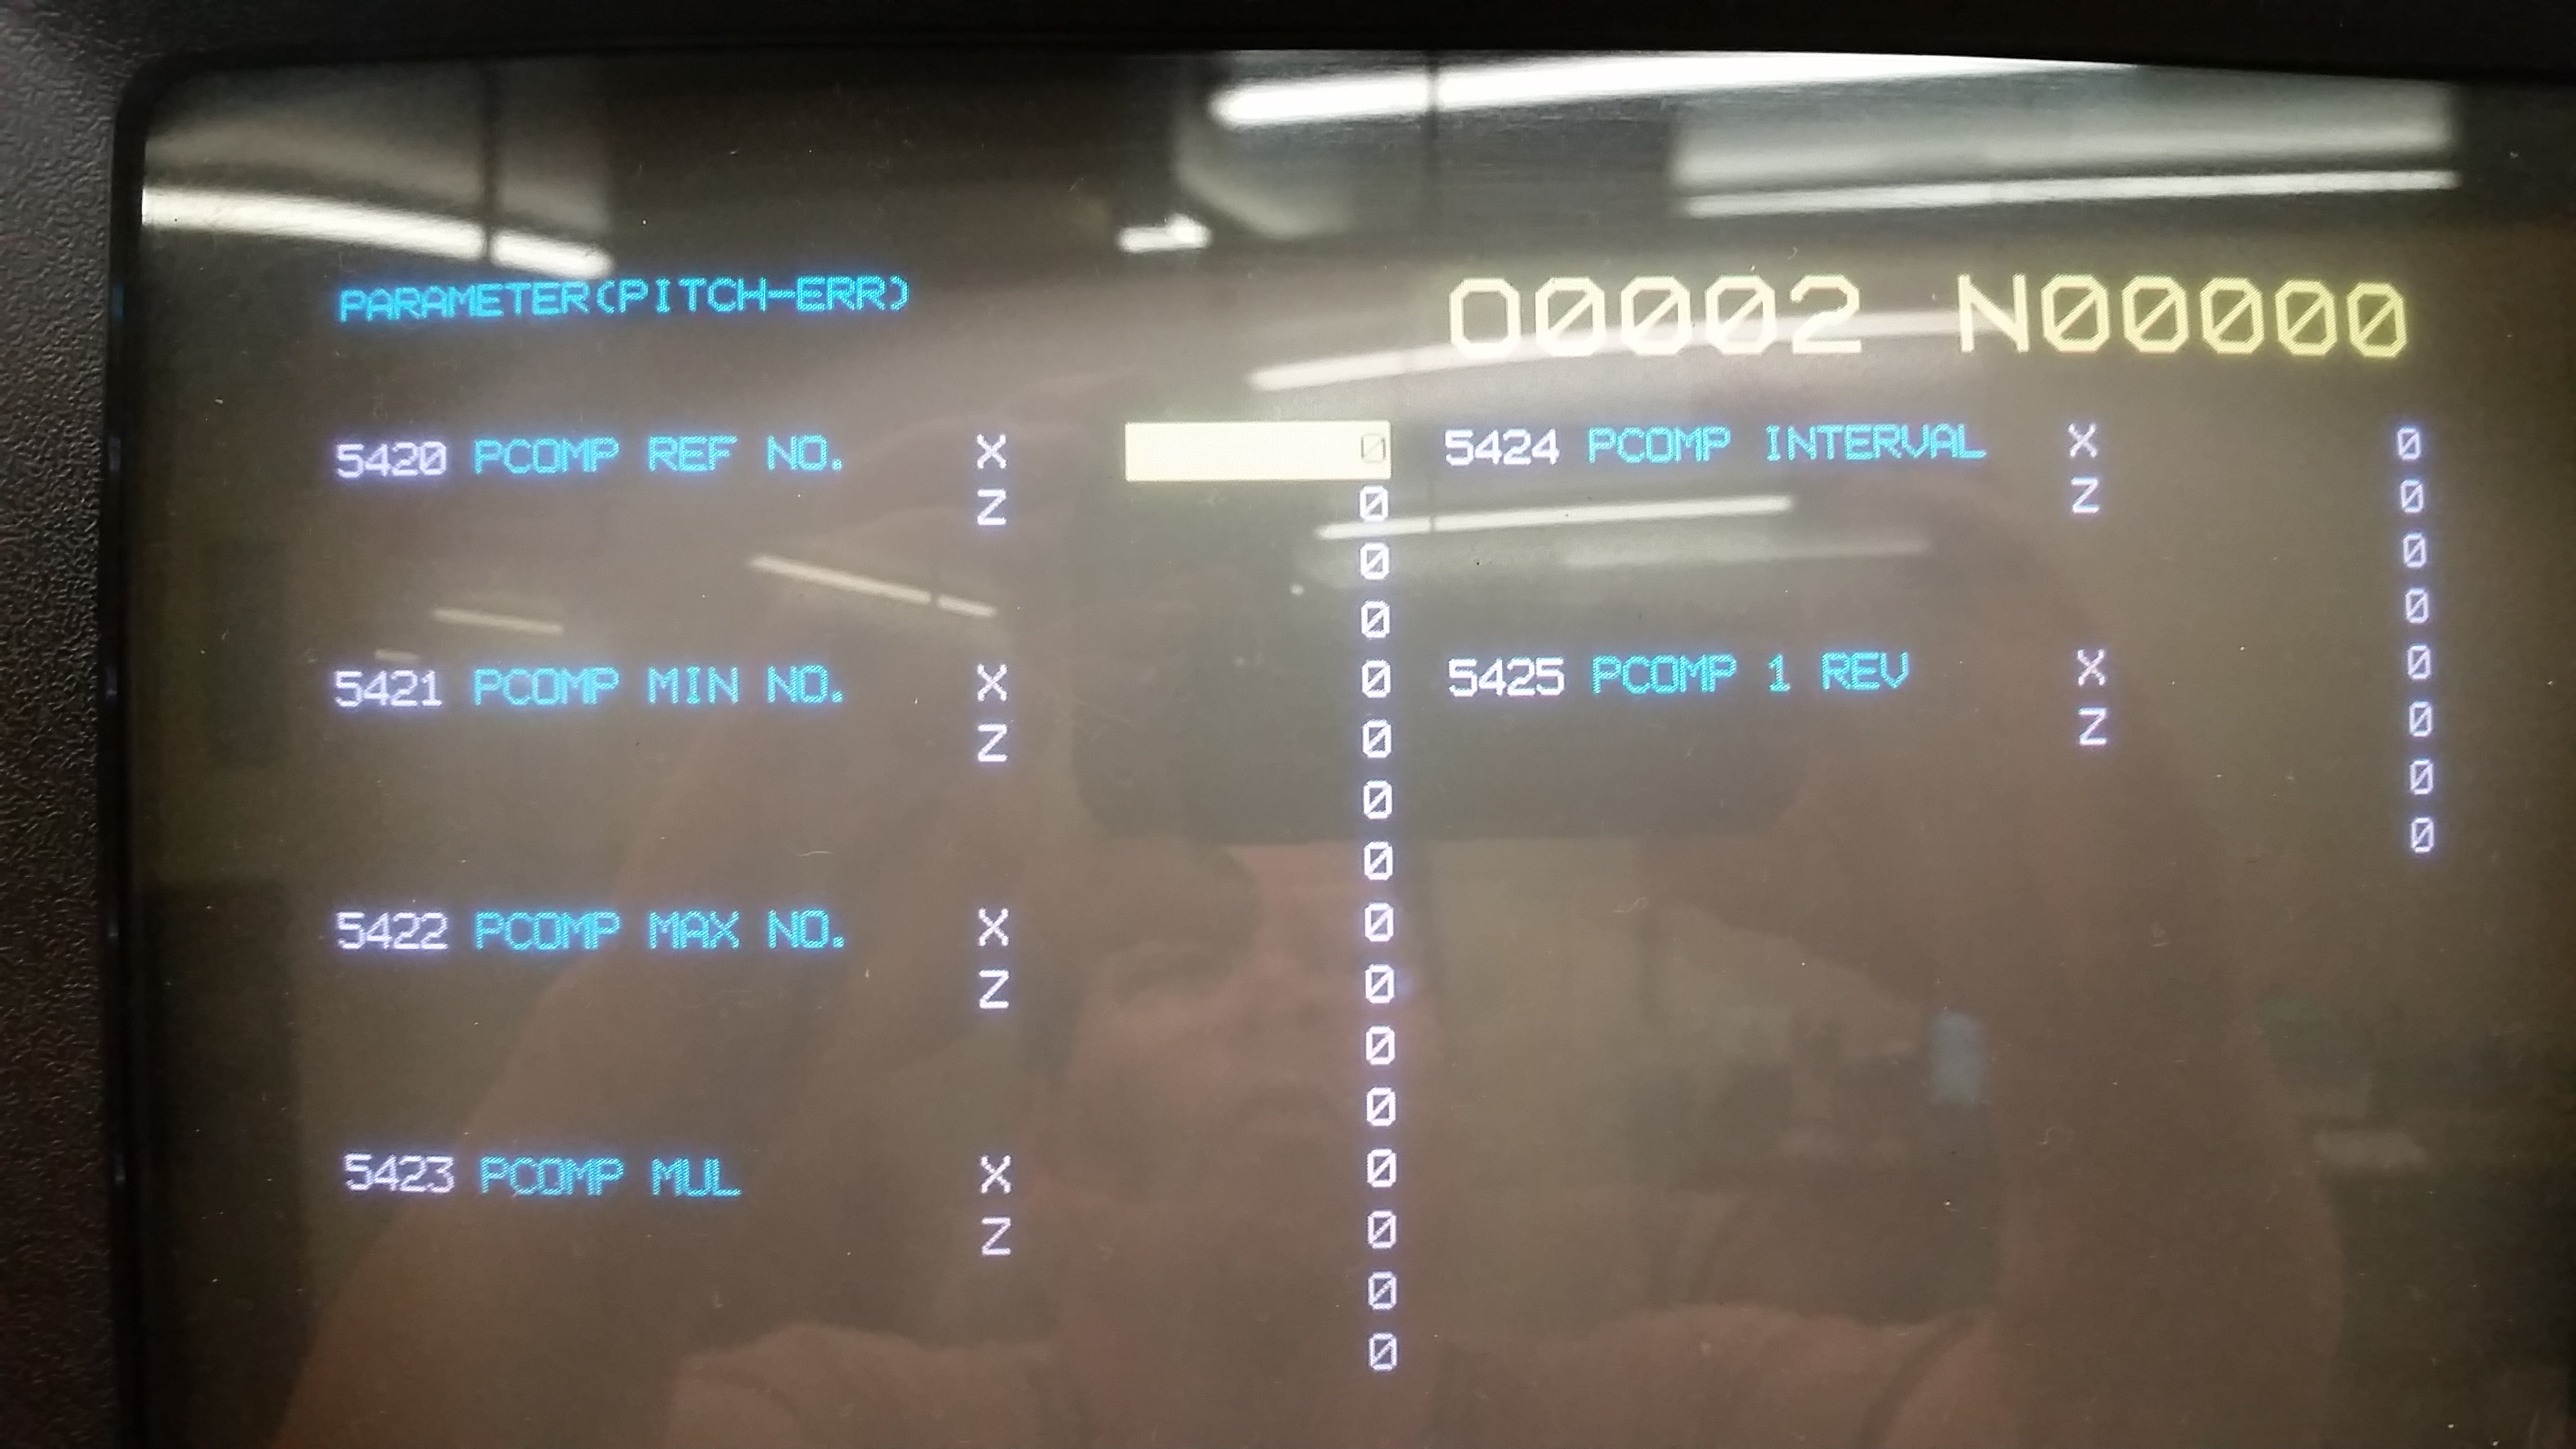 PARAMETER(PITCH-ERR) O0002 N00000
5420 PCOMP REF NO. X 0
Z 0
0
0
5421 PCOMP MIN NO. X 0
Z 0
0
0
5422 PCOMP MAX NO. X 0
Z 0
0
0
5423 PCOMP MUL X 0
Z 0
0
0
5424 PCOMP INTERVAL X 0
Z 0
0
0
5425 PCOMP 1 REV X 0
Z 0
0
0